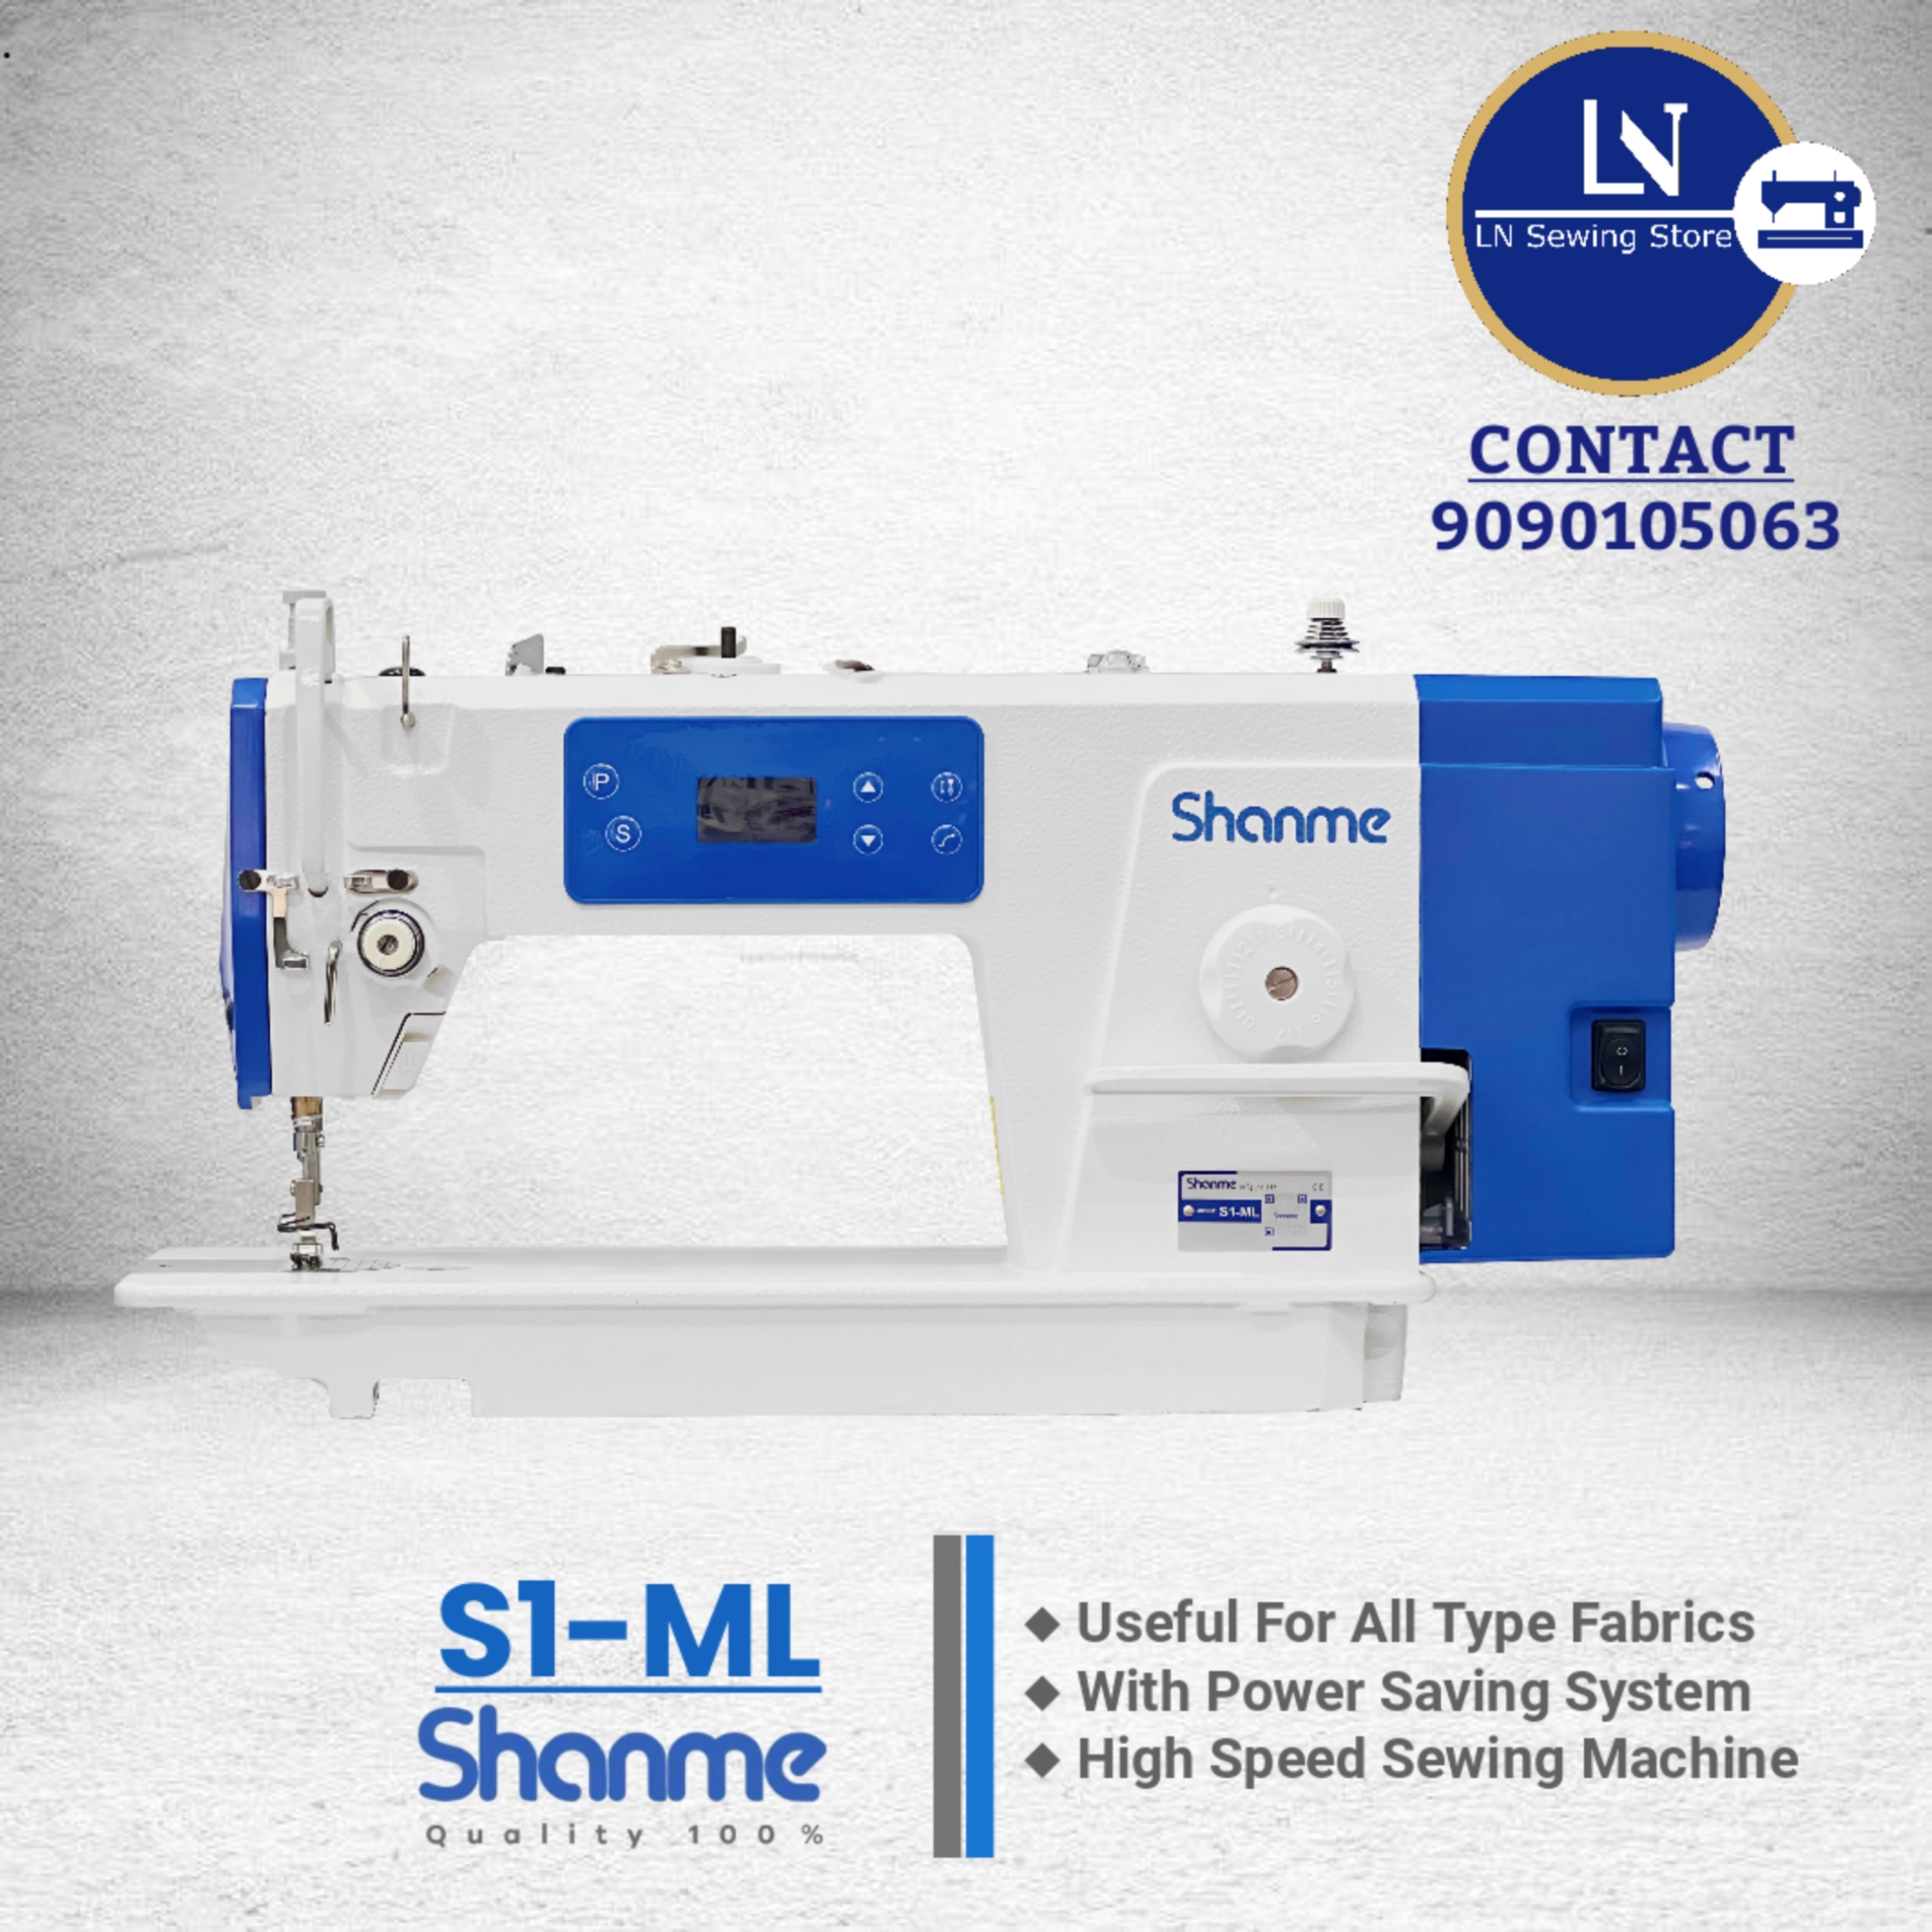 LN
LN Sewing Store
CONTACT
9090105063
P
S
Shanme
Shanme
S1-ML
S1-ML
Shanme
Quality 100%
◆ Useful For All Type Fabrics
◆ With Power Saving System
◆ High Speed Sewing Machine